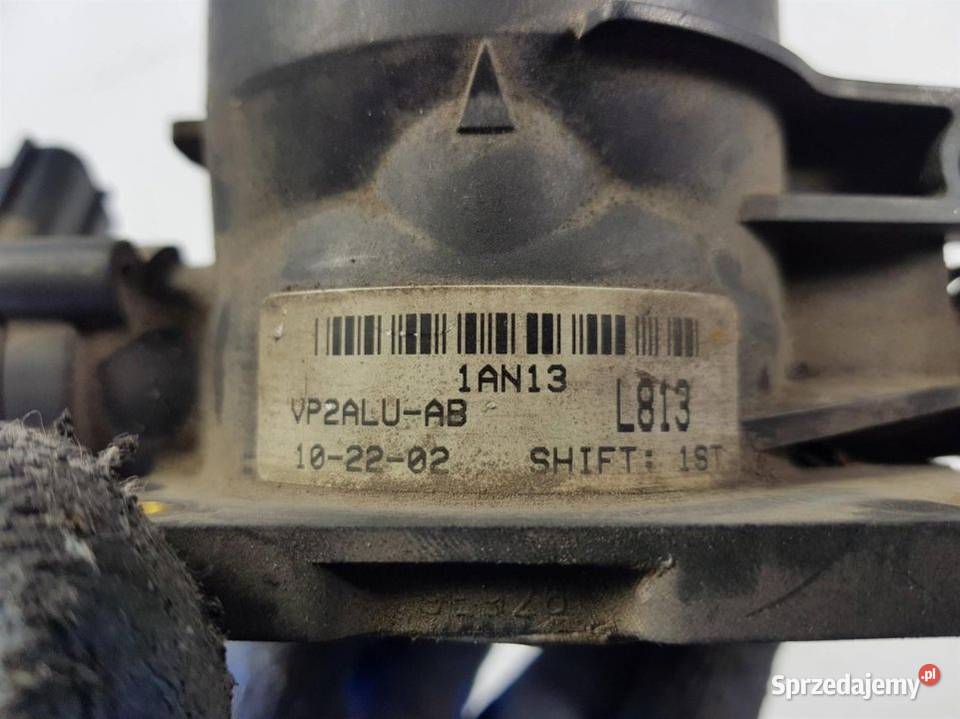 1AN13
VP2ALU-AB
L813
10-22-02 SHIFT: 1ST
Sprzedajemy.pl